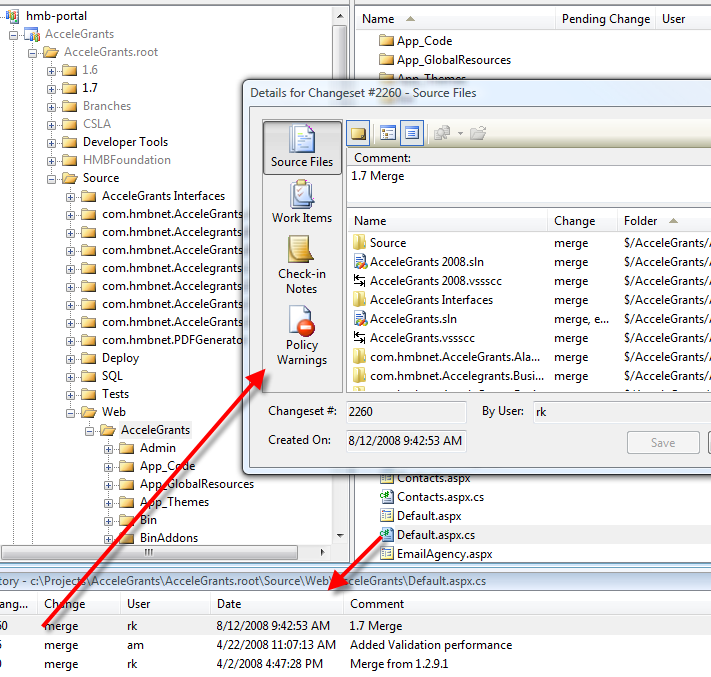 hmb-portal
AcceleGrants
AcceleGrants.root
1.6
1.7
Branches
CSLA
Developer Tools
HMBFoundation
Source
AcceleGrants Interfaces
com.hmbnet.AcceleGrants
com.hmbnet.AcceleGrants
com.hmbnet.AcceleGrants
com.hmbnet.Accelegrants
com.hmbnet.AcceleGrants
com.hmbnet.AcceleGrants
com.hmbnet.AcceleGrants
com.hmbnet.PDFGenerato
Deploy
SQL
Tests
Web
AcceleGrants
Admin
App_Code
App_GlobalResources
App_Themes
Bin
BinAddons
Name Pending Change User
App_Code
App_GlobalResources
App_Themes
Details for Changeset #2260 - Source Files
Source Files
Work Items
Check-in
Notes
Policy
Warnings
Comment:
1.7 Merge
Name Change Folder
Source merge $/AcceleGrants/
AcceleGrants 2008.sln merge $/AcceleGrants/A
AcceleGrants 2008.vssscc merge $/AcceleGrants/A
AcceleGrants Interfaces merge $/AcceleGrants/A
AcceleGrants.sln merge, e... $/AcceleGrants/A
AcceleGrants.vssscc merge $/AcceleGrants/A
com.hmbnet.AcceleGrants.Ala... merge $/AcceleGrants/A
com.hmbnet.Accelegrants.Busi... merge $/AcceleGrants/A
Changeset #: 2260 By User: rk
Created On: 8/12/2008 9:42:53 AM
Save
Contacts.aspx
Contacts.aspx.cs
Default.aspx
Default.aspx.cs
EmailAgency.aspx
tory - c:\Projects\AcceleGrants\AcceleGrants.root\Source\Web\AcceleGrants\Default.aspx.cs
ang... Change User Date Comment
60 merge rk 8/12/2008 9:42:53 AM 1.7 Merge
merge am 4/22/2008 11:07:13 AM Added Validation performance
merge rk 4/2/2008 4:47:28 PM Merge from 1.2.9.1